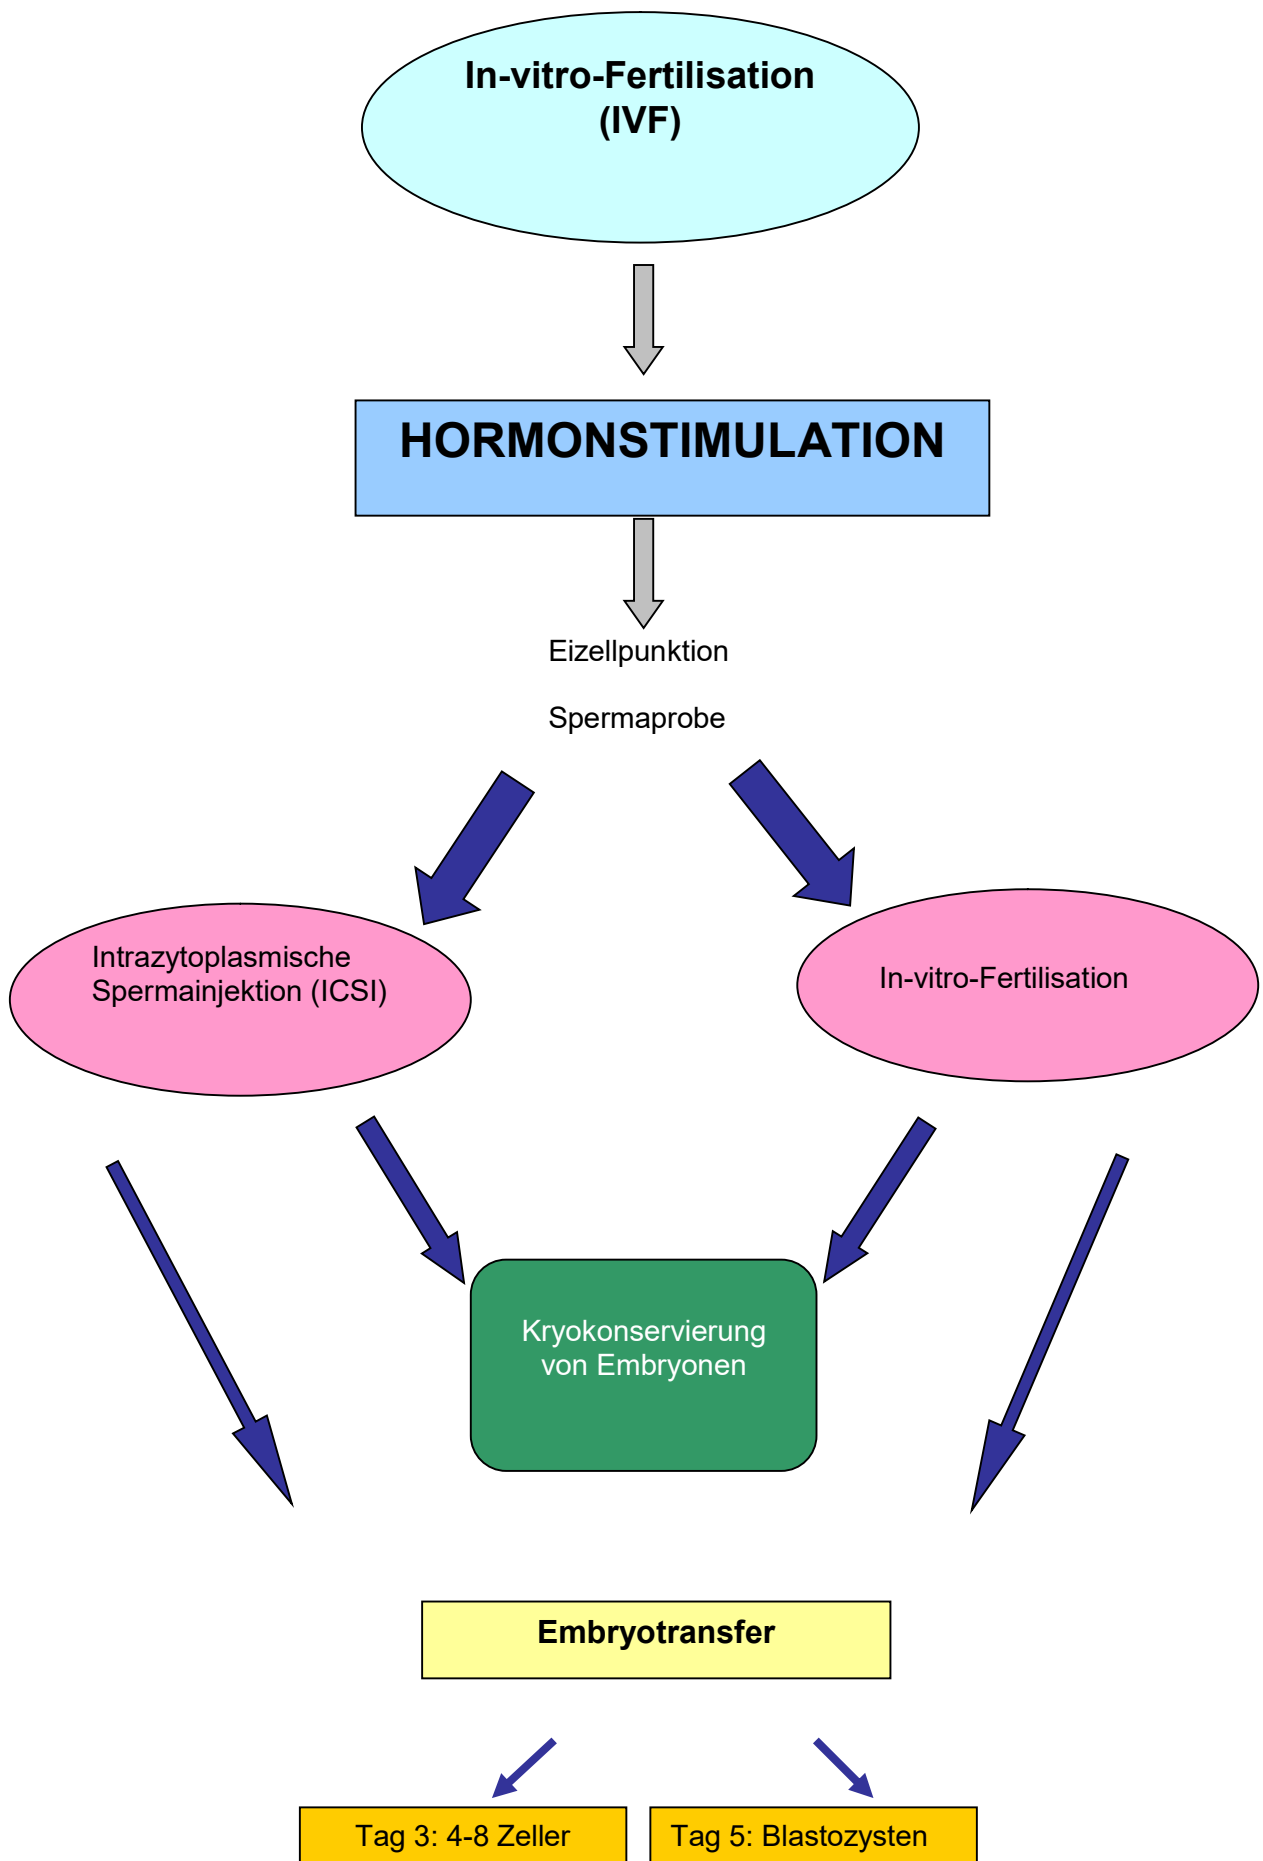 In-vitro-Fertilisation
(IVF)
HORMONSTIMULATION
Eizellpunktion
Spermaprobe
Intrazytoplasmische
Spermainjektion (ICSI)
In-vitro-Fertilisation
Kryokonservierung
von Embryonen
Embryotransfer
Tag 3: 4-8 Zeller
Tag 5: Blastozysten